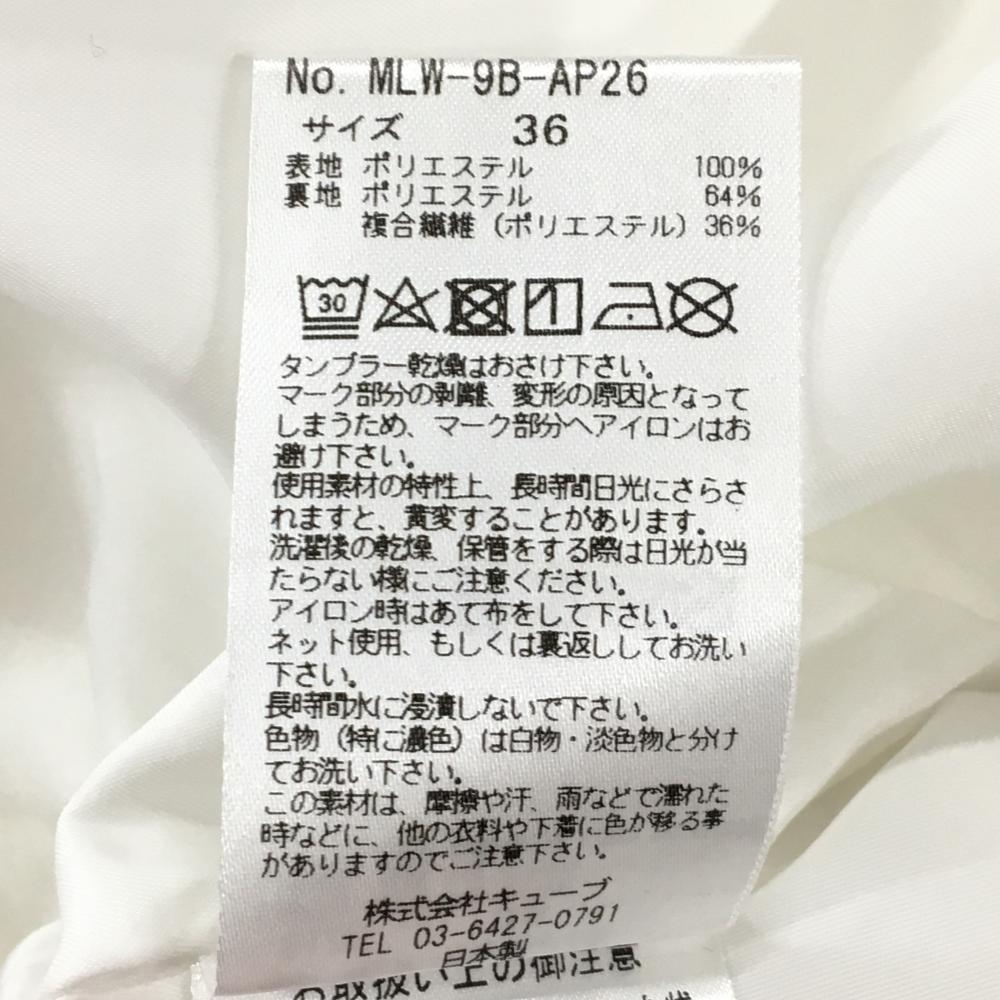 No. MLW-9B-AP26
サイズ 36
表地 ポリエステル 100%
裏地 ポリエステル 64%
複合繊維 (ポリエステル) 36%
30
タンブラー乾燥はおさけ下さい。
マーク部分の剥離、変形の原因となって
しまうため、マーク部分へアイロンはお
避け下さい。
使用素材の特性上、長時間日光にさらさ
れますと、黄変することがあります。
洗濯後の乾燥、保管をする際は日光が当
たらない様にご注意ください。
アイロン時はあて布をして下さい。
ネット使用、もしくは裏返ししてお洗い
下さい。
長時間水に浸漬しないで下さい。
色物（特に濃色）は白物・淡色物と分け
てお洗い下さい。
この素材は、摩擦や汗、雨などで濡れた
時などに、他の衣料や下着に色が移る事
がありますのでご注意下さい。
株式会社キューブ
TEL 03-6427-0791
日本製
の取扱い上の御注意